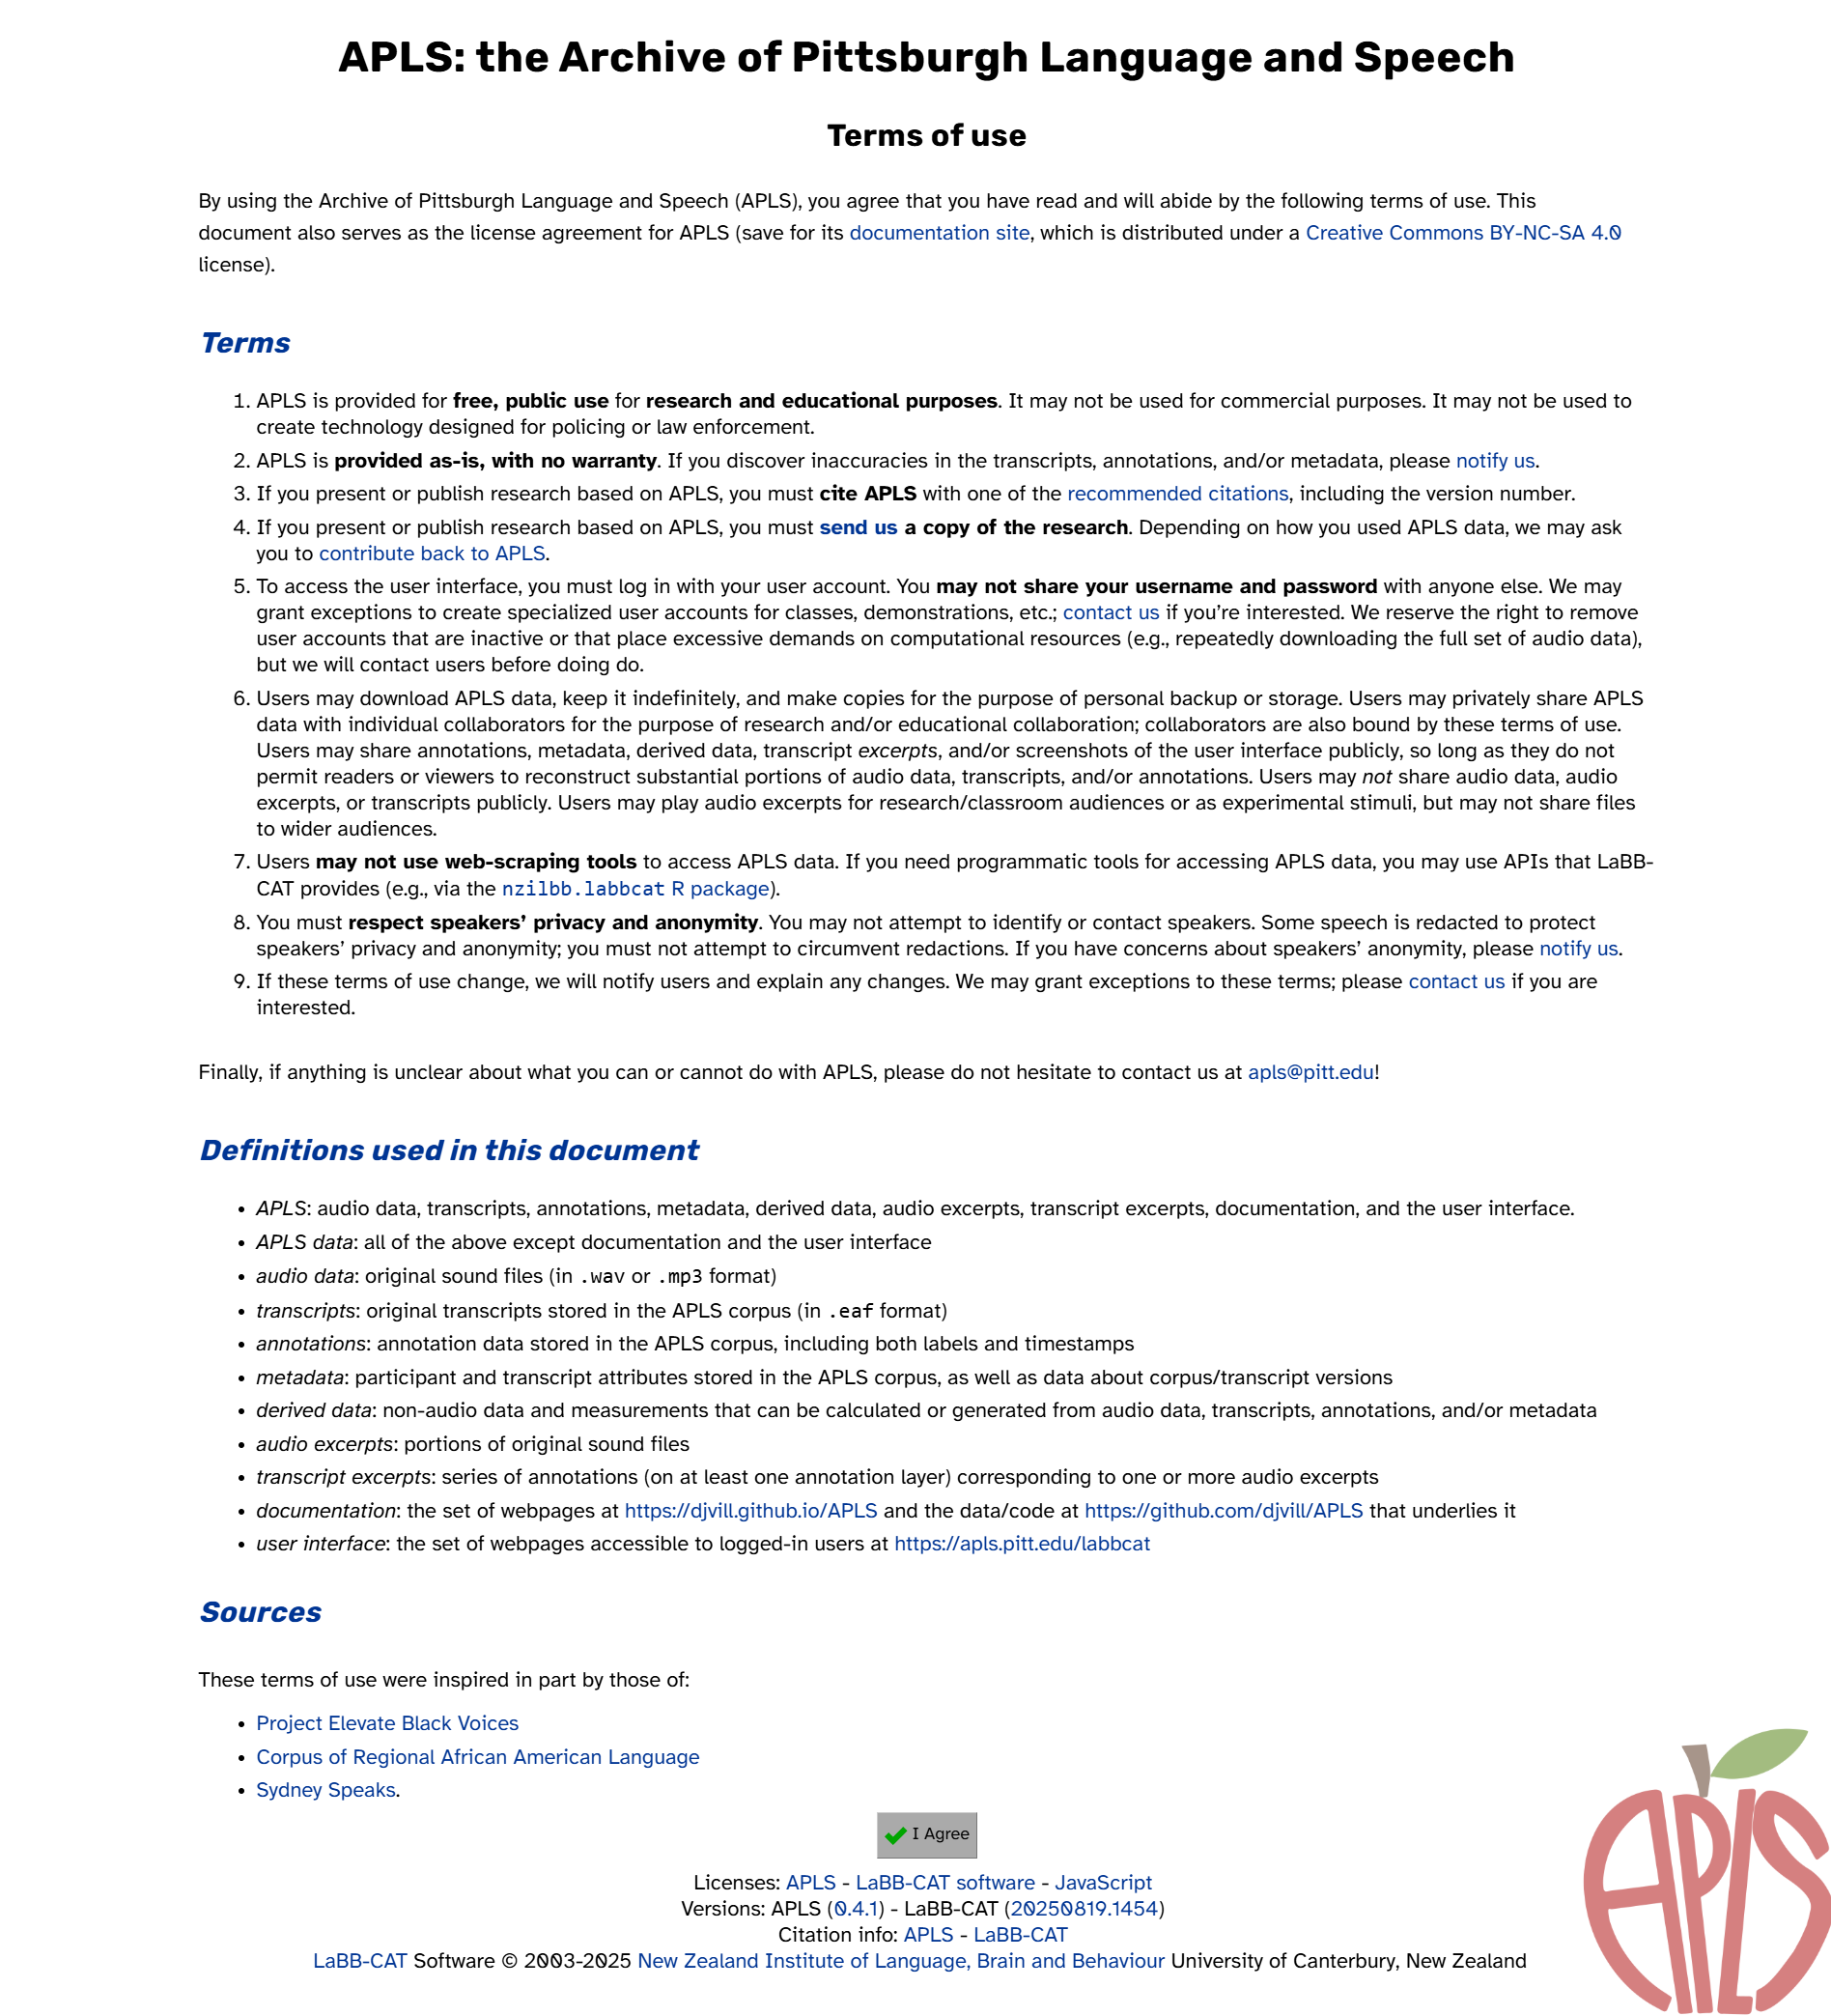 APLS: the Archive of Pittsburgh Language and Speech
Terms of use
By using the Archive of Pittsburgh Language and Speech (APLS), you agree that you have read and will abide by the following terms of use. This
document also serves as the license agreement for APLS (save for its documentation site, which is distributed under a Creative Commons BY-NC-SA 4.0
license).
Terms
1. APLS is provided for free, public use for research and educational purposes. It may not be used for commercial purposes. It may not be used to
create technology designed for policing or law enforcement.
2. APLS is provided as-is, with no warranty. If you discover inaccuracies in the transcripts, annotations, and/or metadata, please notify us.
3. If you present or publish research based on APLS, you must cite APLS with one of the recommended citations, including the version number.
4. If you present or publish research based on APLS, you must send us a copy of the research. Depending on how you used APLS data, we may ask
you to contribute back to APLS.
5. To access the user interface, you must log in with your user account. You may not share your username and password with anyone else. We may
grant exceptions to create specialized user accounts for classes, demonstrations, etc.; contact us if you’re interested. We reserve the right to remove
user accounts that are inactive or that place excessive demands on computational resources (e.g., repeatedly downloading the full set of audio data),
but we will contact users before doing do.
6. Users may download APLS data, keep it indefinitely, and make copies for the purpose of personal backup or storage. Users may privately share APLS
data with individual collaborators for the purpose of research and/or educational collaboration; collaborators are also bound by these terms of use.
Users may share annotations, metadata, derived data, transcript excerpts, and/or screenshots of the user interface publicly, so long as they do not
permit readers or viewers to reconstruct substantial portions of audio data, transcripts, and/or annotations. Users may not share audio data, audio
excerpts, or transcripts publicly. Users may play audio excerpts for research/classroom audiences or as experimental stimuli, but may not share files
to wider audiences.
7. Users may not use web-scraping tools to access APLS data. If you need programmatic tools for accessing APLS data, you may use APIs that LaBB-
CAT provides (e.g., via the nzilbb.labbcat R package).
8. You must respect speakers’ privacy and anonymity. You may not attempt to identify or contact speakers. Some speech is redacted to protect
speakers’ privacy and anonymity; you must not attempt to circumvent redactions. If you have concerns about speakers’ anonymity, please notify us.
9. If these terms of use change, we will notify users and explain any changes. We may grant exceptions to these terms; please contact us if you are
interested.
Finally, if anything is unclear about what you can or cannot do with APLS, please do not hesitate to contact us at apls@pitt.edu!
Definitions used in this document
• APLS: audio data, transcripts, annotations, metadata, derived data, audio excerpts, transcript excerpts, documentation, and the user interface.
• APLS data: all of the above except documentation and the user interface
• audio data: original sound files (in .wav or .mp3 format)
• transcripts: original transcripts stored in the APLS corpus (in .eaf format)
• annotations: annotation data stored in the APLS corpus, including both labels and timestamps
• metadata: participant and transcript attributes stored in the APLS corpus, as well as data about corpus/transcript versions
• derived data: non-audio data and measurements that can be calculated or generated from audio data, transcripts, annotations, and/or metadata
• audio excerpts: portions of original sound files
• transcript excerpts: series of annotations (on at least one annotation layer) corresponding to one or more audio excerpts
• documentation: the set of webpages at https://djvill.github.io/APLS and the data/code at https://github.com/djvill/APLS that underlies it
• user interface: the set of webpages accessible to logged-in users at https://apls.pitt.edu/labbcat
Sources
These terms of use were inspired in part by those of:
• Project Elevate Black Voices
• Corpus of Regional African American Language
• Sydney Speaks.
I Agree
Licenses: APLS - LaBB-CAT software - JavaScript
Versions: APLS (0.4.1) - LaBB-CAT (20250819.1454)
Citation info: APLS - LaBB-CAT
LaBB-CAT Software © 2003-2025 New Zealand Institute of Language, Brain and Behaviour University of Canterbury, New Zealand
APLS